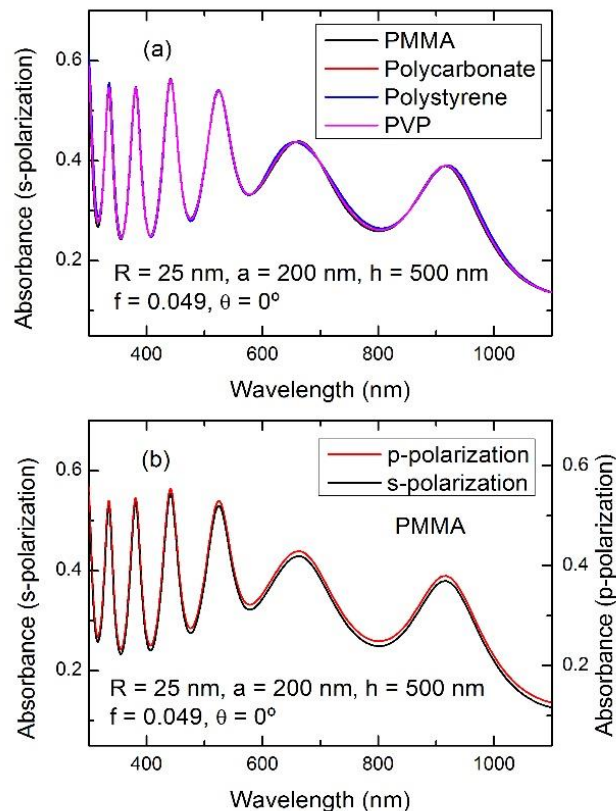 (a)
PMMA
Polycarbonate
Polystyrene
PVP
0.6
0.4
0.2
Absorbance (s-polarization)
R = 25 nm, a = 200 nm, h = 500 nm
f = 0.049, θ = 0º
400
600
800
1000
Wavelength (nm)
(b)
p-polarization
s-polarization
PMMA
0.6
0.4
0.2
Absorbance (s-polarization)
0.6
0.4
0.2
Absorbance (p-polarization)
R = 25 nm, a = 200 nm, h = 500 nm
f = 0.049, θ = 0º
400
600
800
1000
Wavelength (nm)